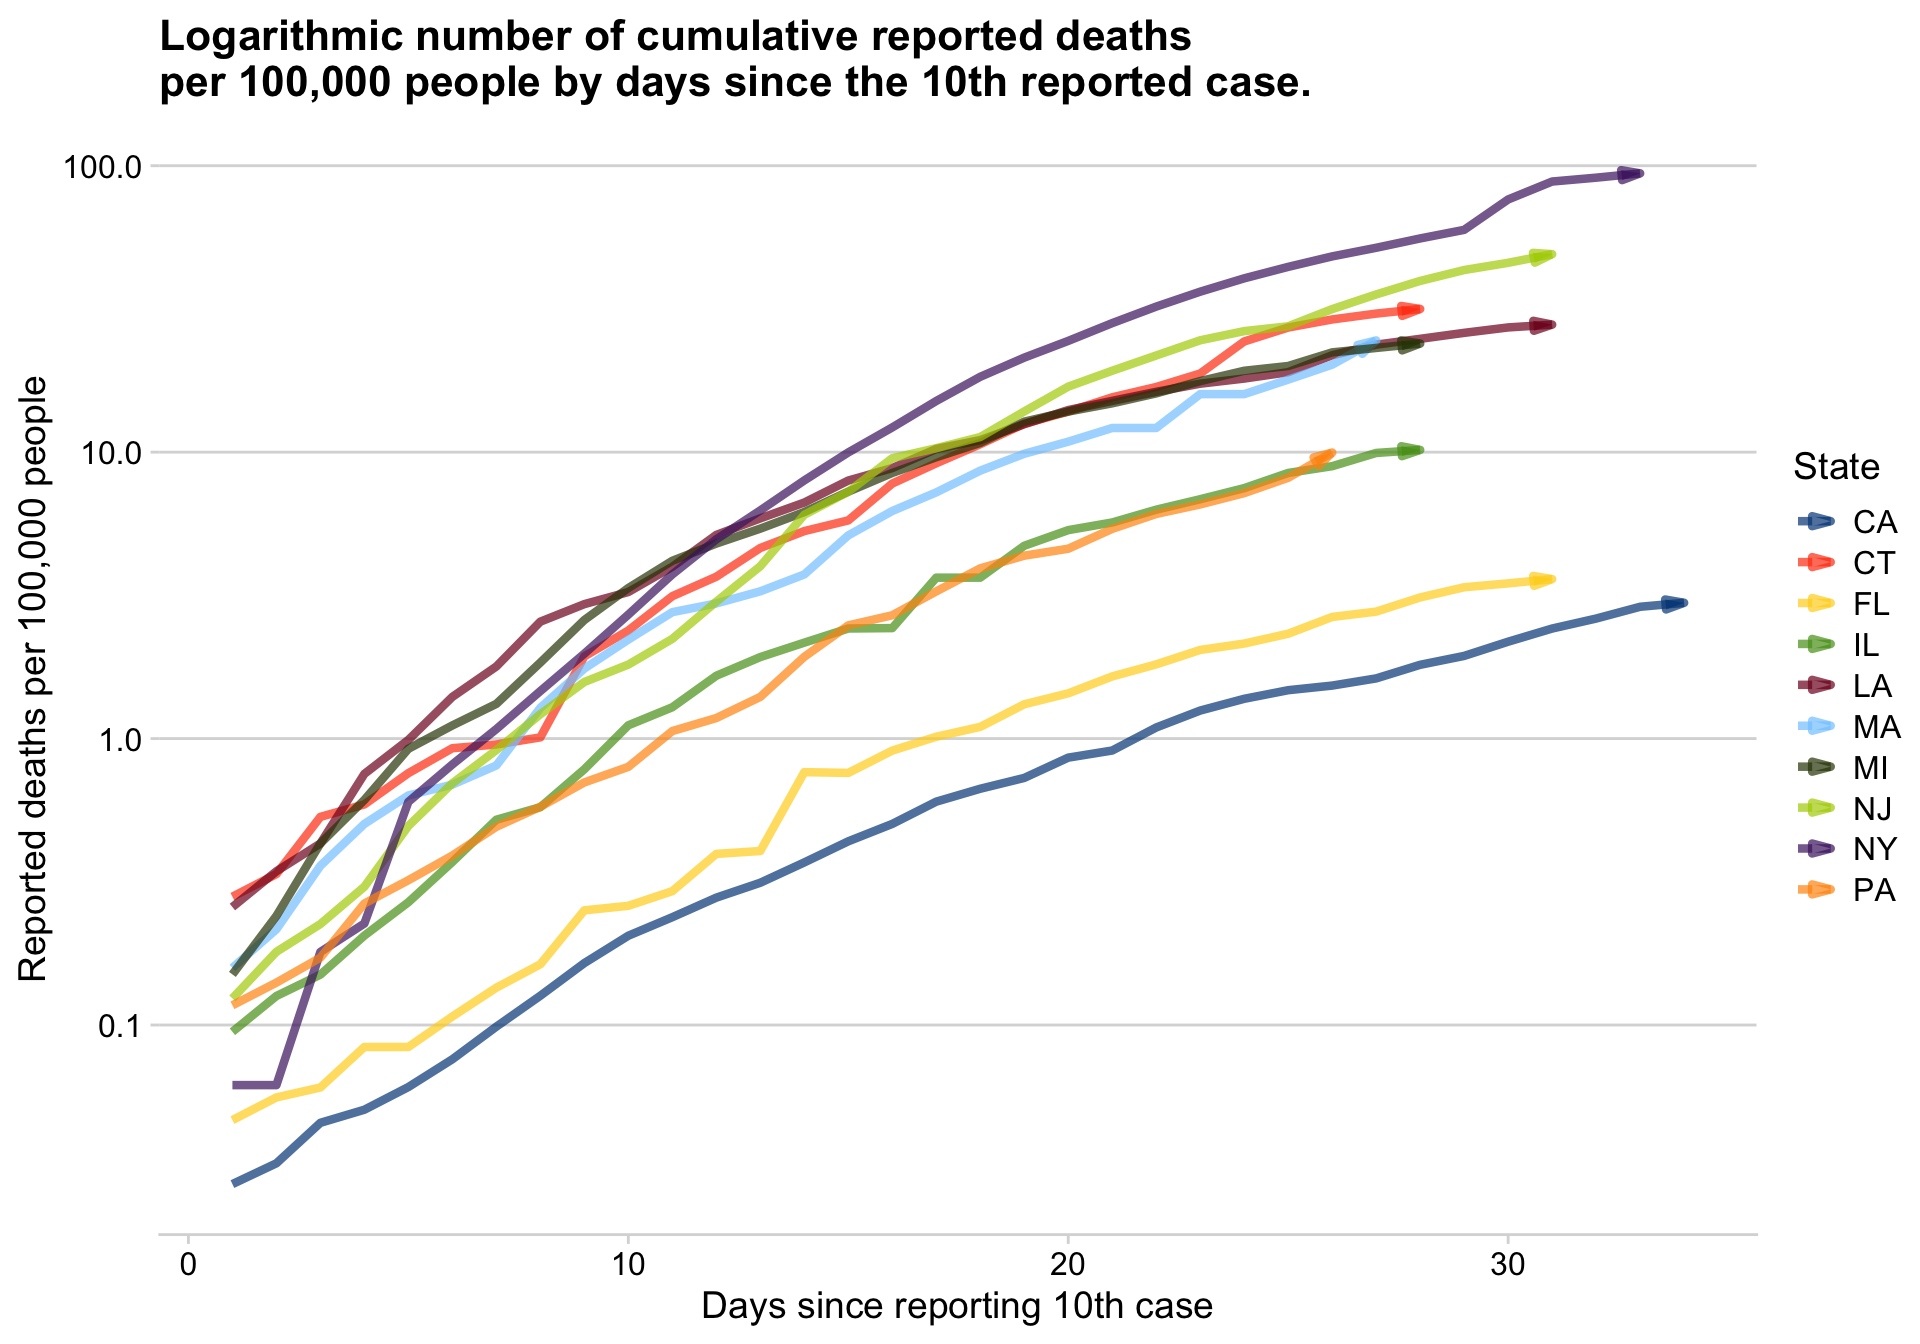 Logarithmic number of cumulative reported deaths
per 100,000 people by days since the 10th reported case.
Reported deaths per 100,000 people
100.0
10.0
1.0
0.1
0
10
20
30
Days since reporting 10th case
State
CA
CT
FL
IL
LA
MA
MI
NJ
NY
PA